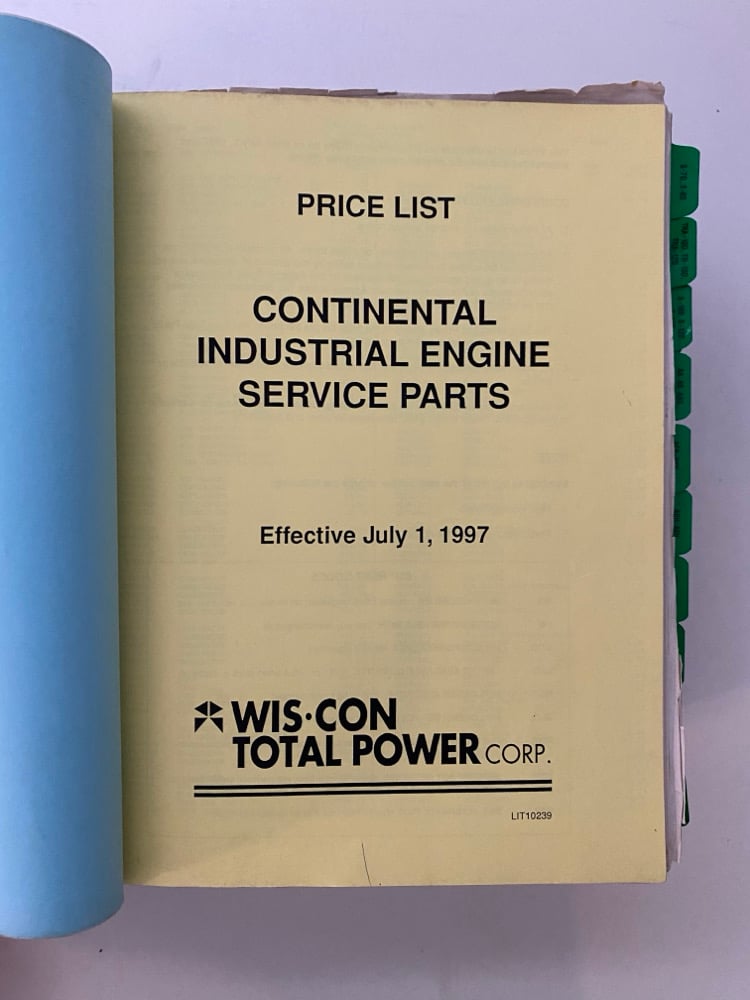 PRICE LIST
CONTINENTAL
INDUSTRIAL ENGINE
SERVICE PARTS
Effective July 1, 1997
WIS·CON
TOTAL POWER CORP.
LIT10239